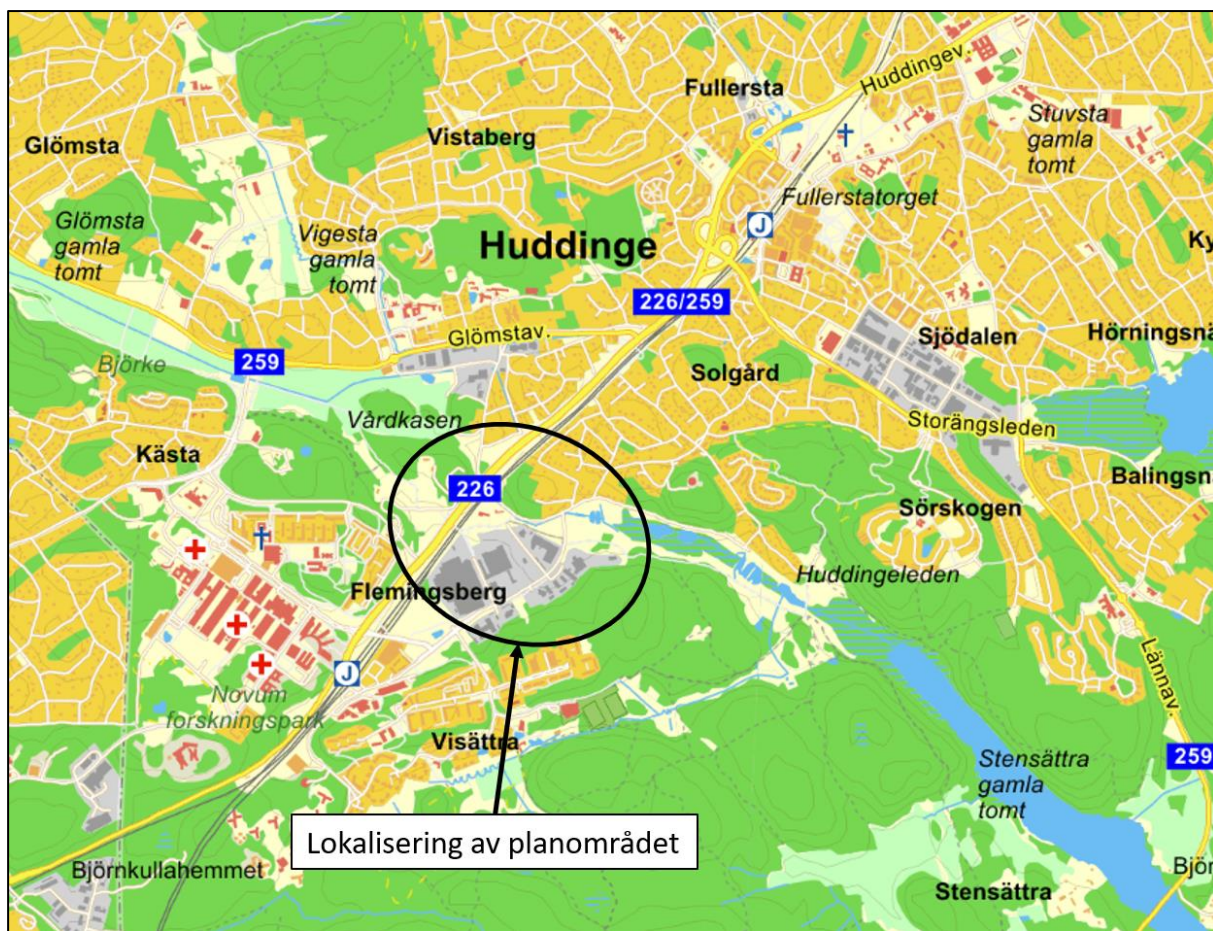 Huddingev.
Fullersta
Stuvsta
gamla
tomt
Vistaberg
Glömsta
Fullerstatorget
Glömsta
gamla
tomt
Vigesta
gamla
tomt
Huddinge
J
Ky
226/259
Glömstav.
Sjödalen
Hörningsnä
259
Björke
Solgård
Vårdkasen
Storängsleden
Kästa
Balingsnä
226
Sörskogen
Huddingeleden
Flemingsberg
J
Novum
forskningspark
Visättra
Lännav.
259
Stensättra
gamla
tomt
Lokalisering av planområdet
Björnkullahemmet
Björ
Stensättra